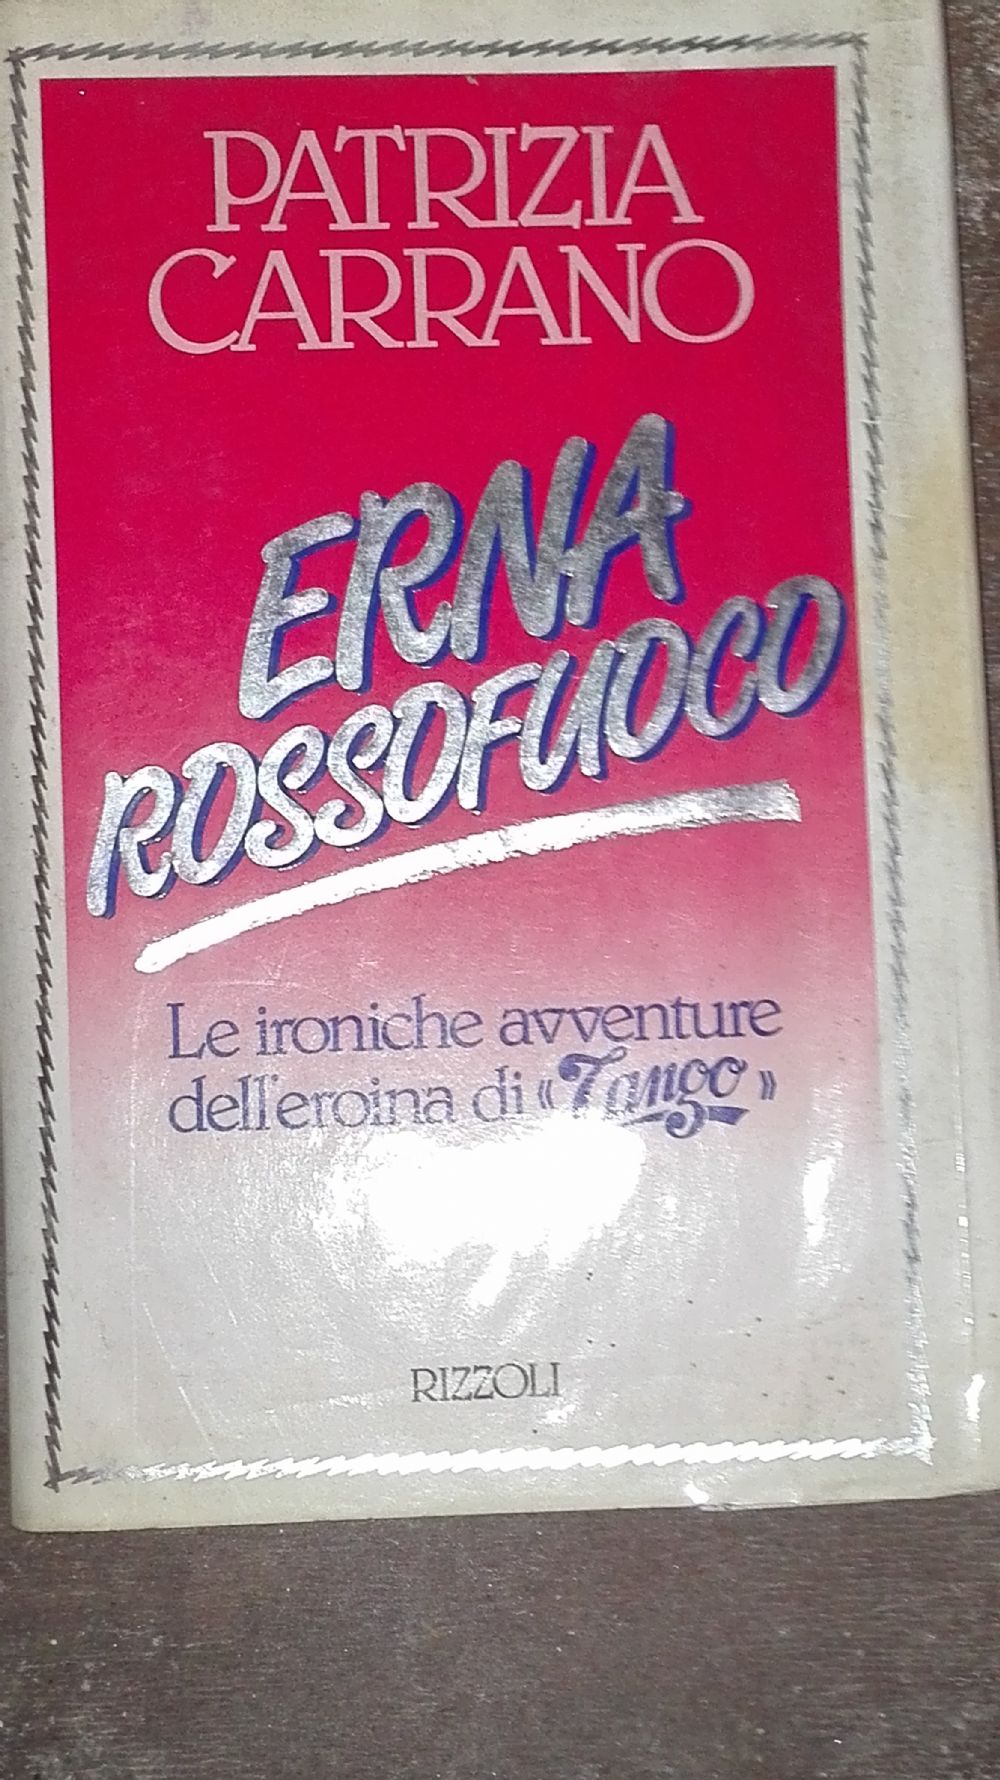 PATRIZIA
CARRANO
ERNA
ROSSOFUOCO
Le ironiche avventure
dell'eroina di «Tango»
RIZZOLI